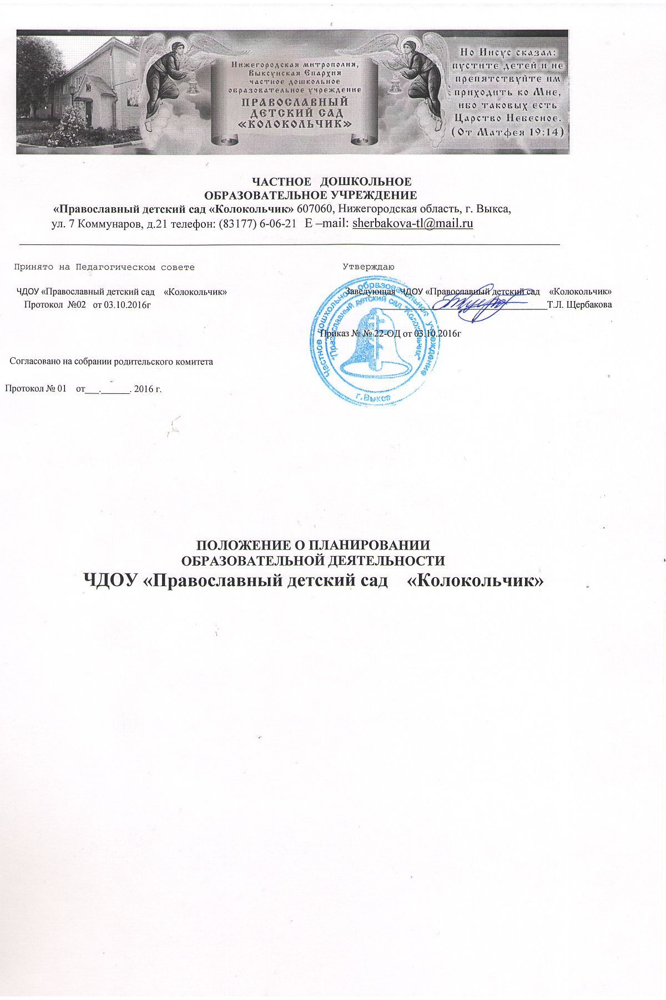 Нижегородская митрополия,
Выксунская Епархия
частное дошкольное
образовательное учреждение
ПРАВОСЛАВНЫЙ
ДЕТСКИЙ САД
«КОЛОКОЛЬЧИК»
Но Иисус сказал:
пустите детей и не
препятствуйте им
приходить ко Мне,
ибо таковых есть
Царство Небесное.
(От Матфея 19:14)
ЧАСТНОЕ ДОШКОЛЬНОЕ
ОБРАЗОВАТЕЛЬНОЕ УЧРЕЖДЕНИЕ
«Православный детский сад «Колокольчик» 607060, Нижегородская область, г. Выкса,
ул. 7 Коммунаров, д.21 телефон: (83177) 6-06-21 Е –mail: sherbakova-tl@mail.ru
Принято на Педагогическом совете
ЧДОУ «Православный детский сад «Колокольчик»
Протокол №02 от 03.10.2016г
Утверждаю
Заведующая ЧДОУ «Православный детский сад «Колокольчик»
Т.Л. Щербакова
Приказ № № 22-ОД от 03.10.2016г
Частное дошкольное образовательное учреждение
"Православный детский сад "Колокольчик"
г.Выкса
Согласовано на собрании родительского комитета
Протокол № 01 от___.______. 2016 г.
ПОЛОЖЕНИЕ О ПЛАНИРОВАНИИ
ОБРАЗОВАТЕЛЬНОЙ ДЕЯТЕЛЬНОСТИ
ЧДОУ «Православный детский сад «Колокольчик»